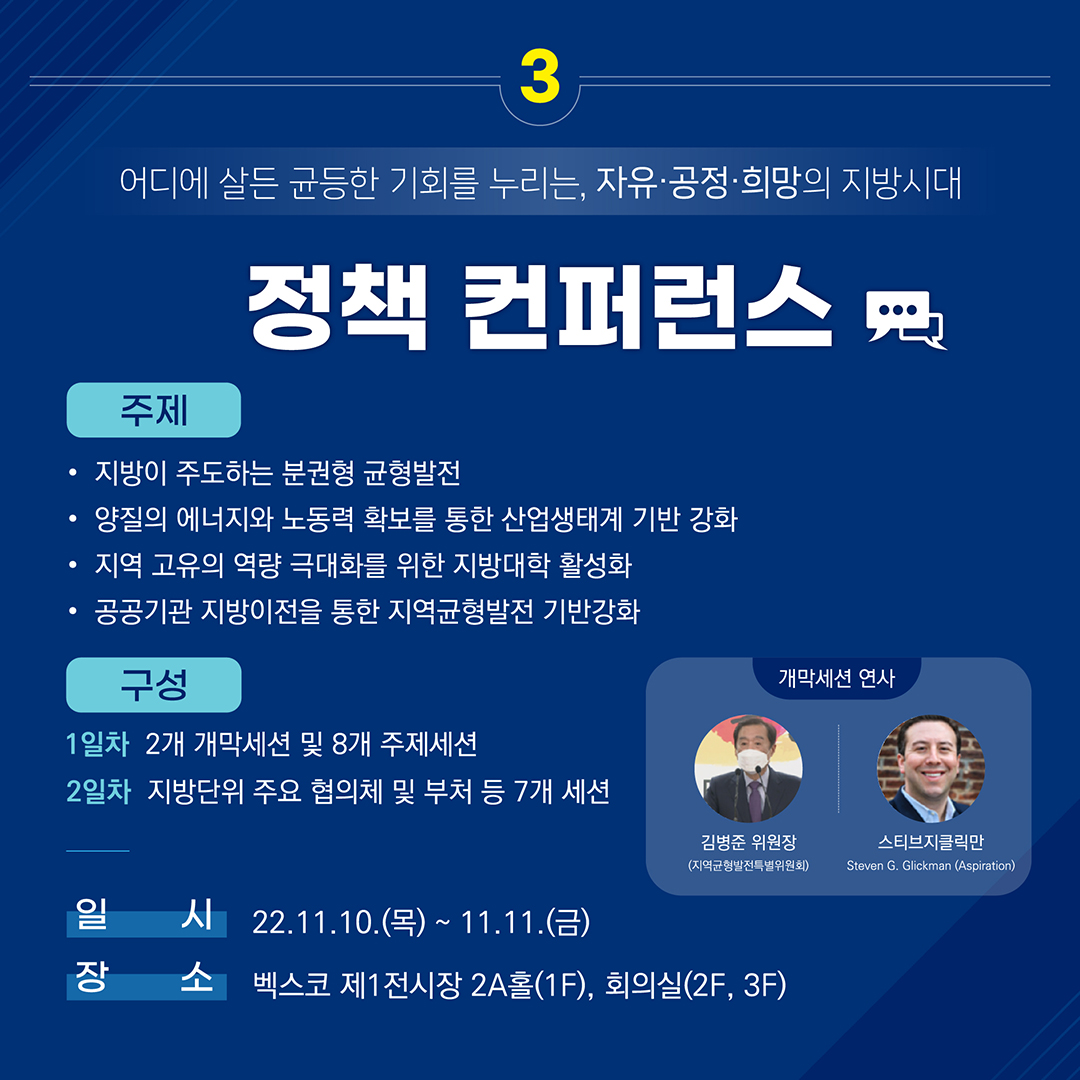 3
어디에 살든 균등한 기회를 누리는, 자유·공정·희망의 지방시대
정책 컨퍼런스
주제
• 지방이 주도하는 분권형 균형발전
• 양질의 에너지와 노동력 확보를 통한 산업생태계 기반 강화
• 지역 고유의 역량 극대화를 위한 지방대학 활성화
• 공공기관 지방이전을 통한 지역균형발전 기반강화
구성
1일차 2개 개막세션 및 8개 주제세션
2일차 지방단위 주요 협의체 및 부처 등 7개 세션
개막세션 연사
김병준 위원장
(지역균형발전특별위원회)
스티브지클릭만
Steven G. Glickman (Aspiration)
일 시 22.11.10.(목) ~ 11.11.(금)
장 소 벡스코 제1전시장 2A홀(1F), 회의실(2F, 3F)